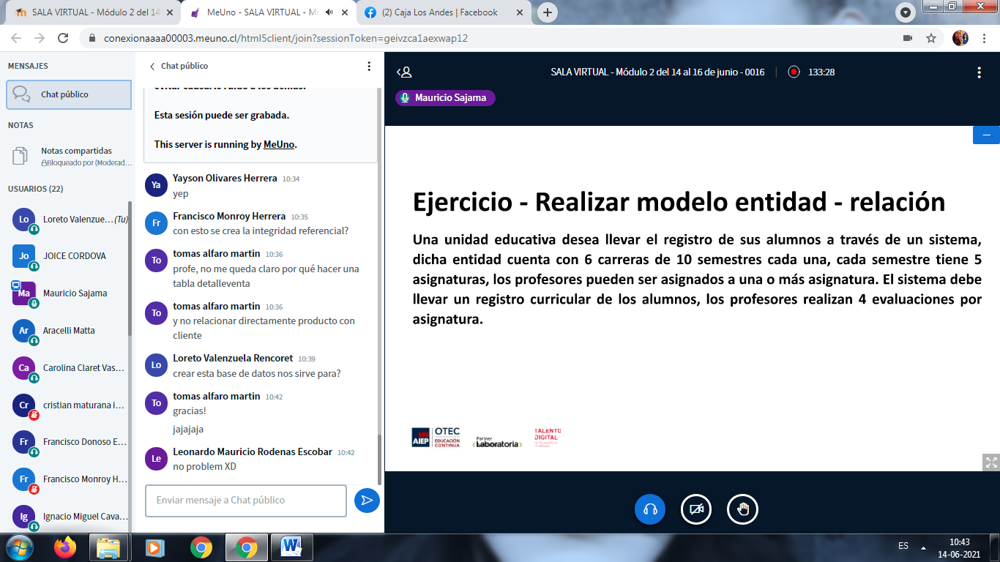 SALA VIRTUAL - Módulo 2 del 14
MeUno - SALA VIRTUAL - Mó
(2) Caja Los Andes | Facebook
conexionaaaa00003.meuno.cl/html5client/join?sessionToken=geivzca1aexwap12
MENSAJES
Chat público
NOTAS
Notas compartidas
Bloqueado por (Moderad...
USUARIOS (22)
Lo
Loreto Valenzue... (Tu)
Jo
JOICE CORDOVA
Ma
Mauricio Sajama
Ar
Aracelli Matta
Ca
Carolina Claret Vas...
Cr
cristian maturana i...
Fr
Francisco Donoso E...
Fr
Francisco Monroy H...
Ig
Ignacio Miguel Cava...
Chat público
evitar causarle ruido a los demás.
Esta sesión puede ser grabada.
This server is running by MeUno.
Ya
Yayson Olivares Herrera 10:34
yep
Fr
Francisco Monroy Herrera 10:35
con esto se crea la integridad referencial?
To
tomas alfaro martin 10:36
profe, no me queda claro por qué hacer una
tabla detalleventa
To
tomas alfaro martin 10:36
y no relacionar directamente producto con
cliente
Lo
Loreto Valenzuela Rencoret 10:39
crear esta base de datos nos sirve para?
To
tomas alfaro martin 10:42
gracias!
jajajaja
Le
Leonardo Mauricio Rodenas Escobar 10:42
no problem XD
Enviar mensaje a Chat público
SALA VIRTUAL - Módulo 2 del 14 al 16 de junio - 0016 | 133:28
Mauricio Sajama
Ejercicio - Realizar modelo entidad - relación
Una unidad educativa desea llevar el registro de sus alumnos a través de un sistema,
dicha entidad cuenta con 6 carreras de 10 semestres cada una, cada semestre tiene 5
asignaturas, los profesores pueden ser asignados a una o más asignatura. El sistema debe
llevar un registro curricular de los alumnos, los profesores realizan 4 evaluaciones por
asignatura.
AIEP
OTEC
EDUCACIÓN
CONTINUA
Partner
Laboratoria
TALENTO
DIGITAL
ES
10:43
14-06-2021